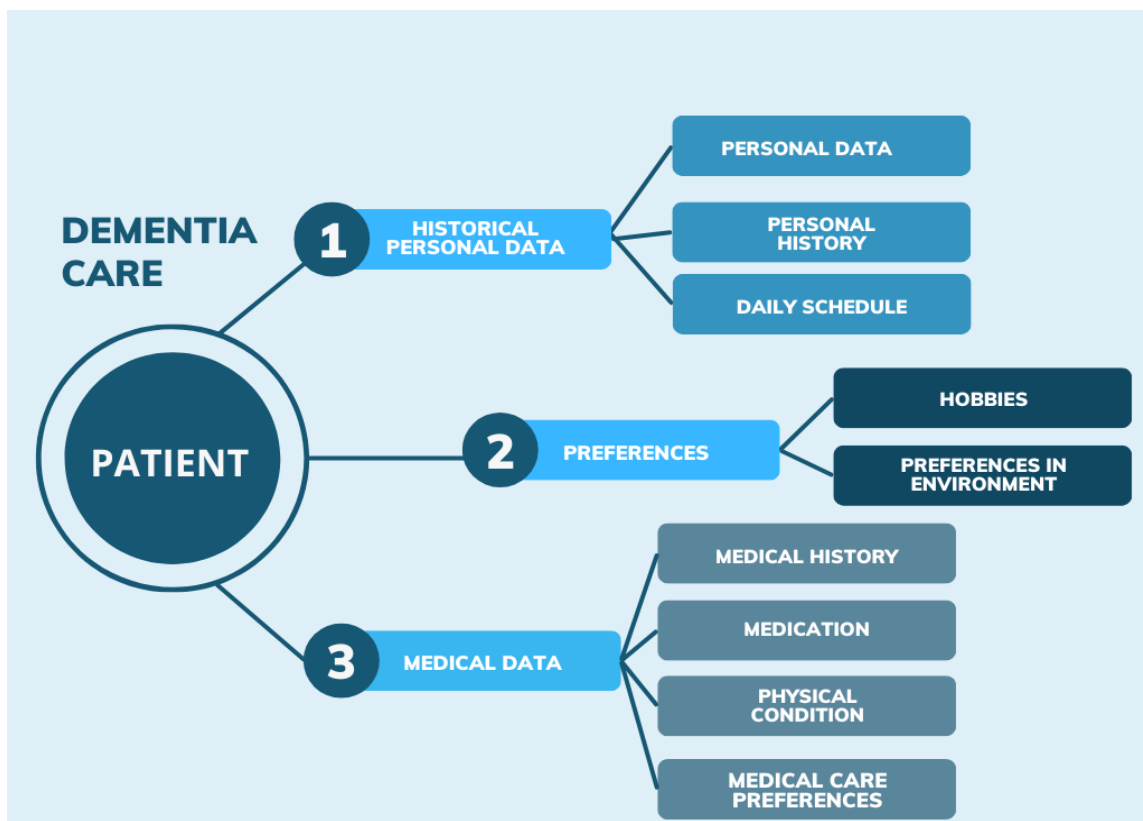 DEMENTIA
CARE
PATIENT
1
HISTORICAL
PERSONAL DATA
PERSONAL DATA
PERSONAL
HISTORY
DAILY SCHEDULE
2
PREFERENCES
HOBBIES
PREFERENCES IN
ENVIRONMENT
3
MEDICAL DATA
MEDICAL HISTORY
MEDICATION
PHYSICAL
CONDITION
MEDICAL CARE
PREFERENCES